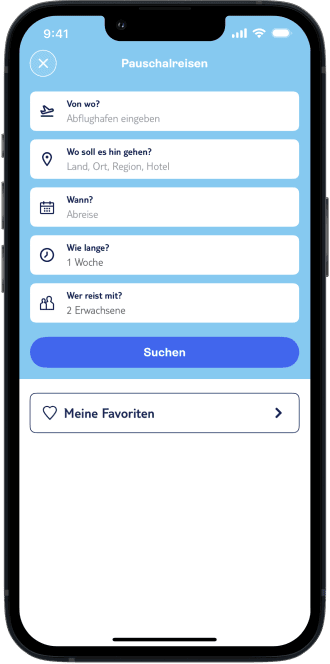 9:41
Pauschalreisen
Von wo?
Abflughafen eingeben
Wo soll es hin gehen?
Land, Ort, Region, Hotel
Wann?
Abreise
Wie lange?
1 Woche
Wer reist mit?
2 Erwachsene
Suchen
Meine Favoriten